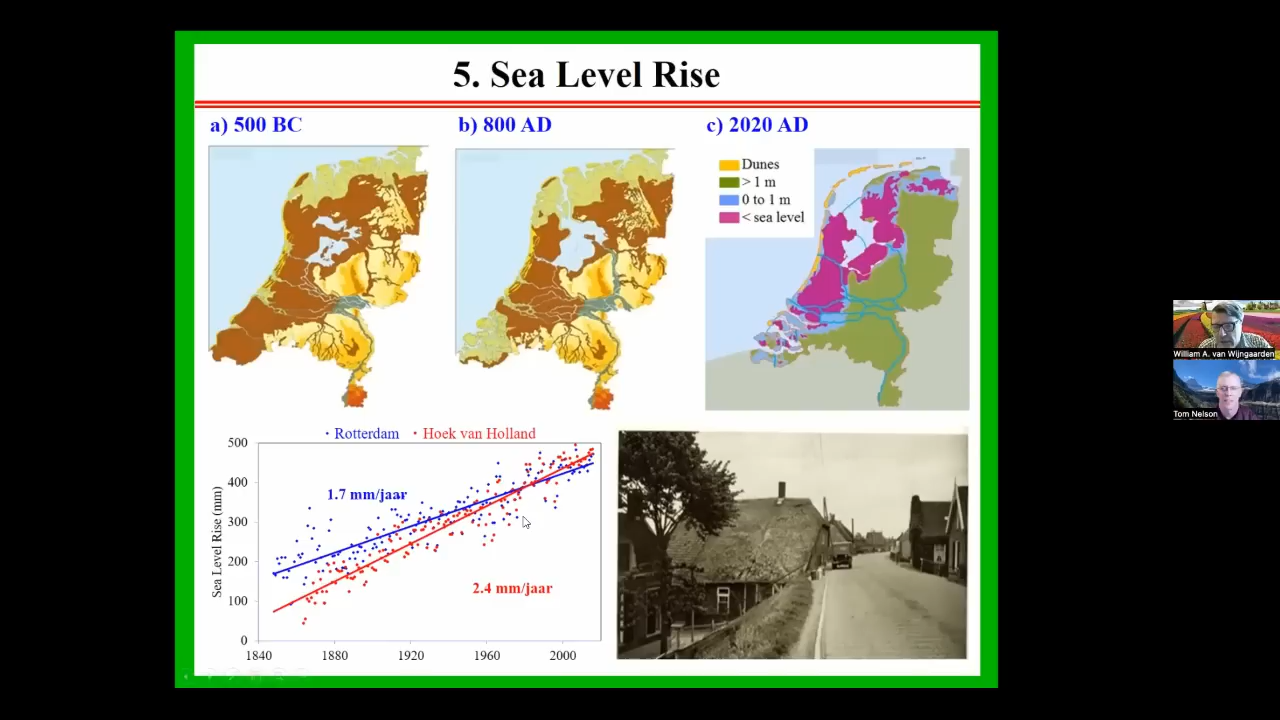 5. Sea Level Rise
a) 500 BC
b) 800 AD
c) 2020 AD
Dunes
> 1 m
0 to 1 m
< sea level
• Rotterdam • Hoek van Holland
Sea Level Rise (mm)
500
400
300
200
100
0
1.7 mm/jaar
2.4 mm/jaar
1840 1880 1920 1960 2000
William A. van Wijngaarden
Tom Nelson